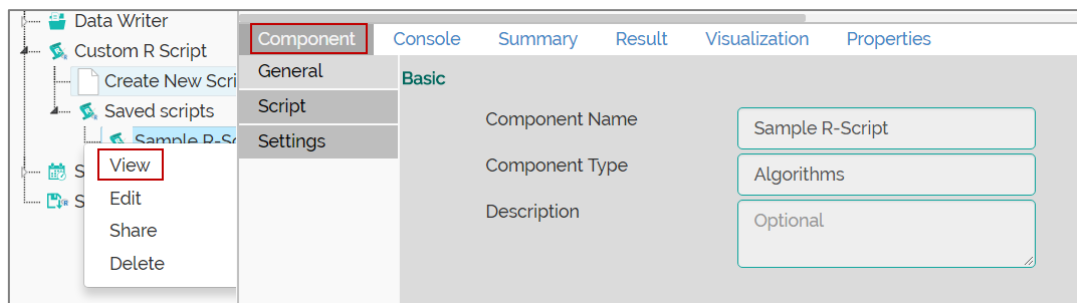 Data Writer
Custom R Script
Create New Scri
Saved scripts
Sample R-Sc
S
S
View
Edit
Share
Delete
Component Console Summary Result Visualization Properties
General
Script
Settings
Basic
Component Name Sample R-Script
Component Type Algorithms
Description Optional